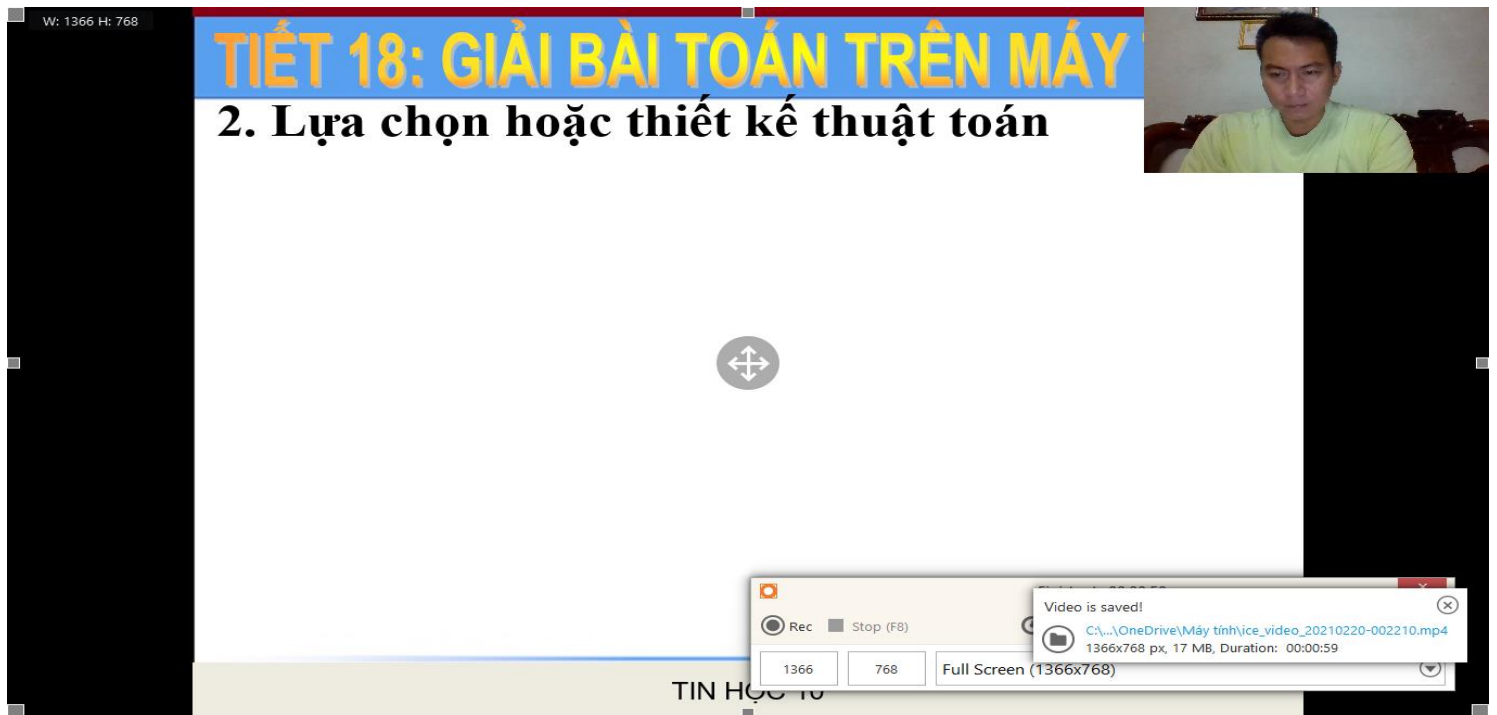 W: 1366 H: 768
TIẾT 18: GIẢI BÀI TOÁN TRÊN MÁY
2. Lựa chọn hoặc thiết kế thuật toán
Rec
Stop (F8)
Video is saved!
C:\...\OneDrive\Máy tính\ice_video_20210220-002210.mp4
1366x768 px, 17 MB, Duration: 00:00:59
1366
768
Full Screen (1366x768)
TIN HỌC 10